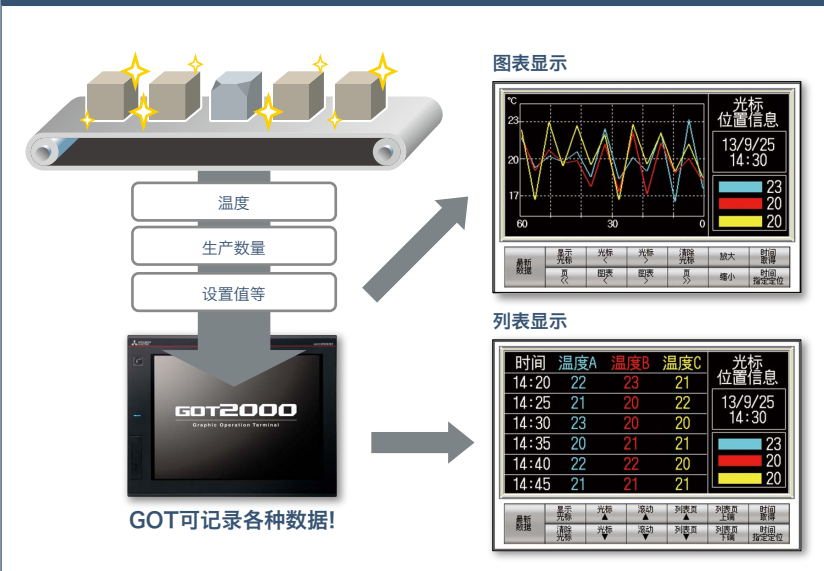 图表显示
℃
23
20
17
60
30
0
光标
位置信息
13/9/25
14:30
23
20
20
最新
数据
显示
光标
光标
<
光标
>
清除
光标
放大
时间
取得
页
<<
图表
<
图表
>
页
>>
缩小
时间
指定定位
温度
生产数量
设置值等
GOT2000
Graphic Operation Terminal
GOT可记录各种数据!
列表显示
时间 温度A 温度B 温度C
14:20 22 23 21
14:25 21 20 22
14:30 23 20 20
14:35 20 21 21
14:40 22 22 20
14:45 21 21 21
光标
位置信息
13/9/25
14:30
23
20
20
最新
数据
显示
光标
光标
▲
滚动
▲
列表页
▲
列表页
上端
时间
取得
清除
光标
光标
▼
滚动
▼
列表页
▼
列表页
下端
时间
指定定位